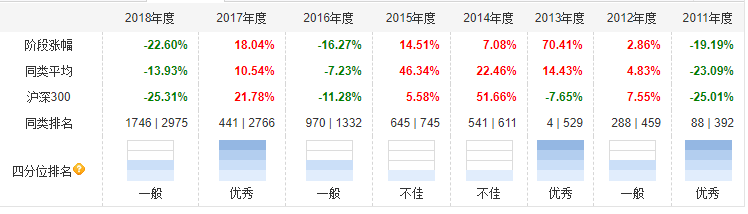 2018年度 2017年度 2016年度 2015年度 2014年度 2013年度 2012年度 2011年度
阶段涨幅 -22.60% 18.04% -16.27% 14.51% 7.08% 70.41% 2.86% -19.19%
同类平均 -13.93% 10.54% -7.23% 46.34% 22.46% 14.43% 4.83% -23.09%
沪深300 -25.31% 21.78% -11.28% 5.58% 51.66% -7.65% 7.55% -25.01%
同类排名 1746 | 2975 441 | 2766 970 | 1332 645 | 745 541 | 611 4 | 529 288 | 459 88 | 392
四分位排名? 一般 优秀 一般 不佳 不佳 优秀 一般 优秀